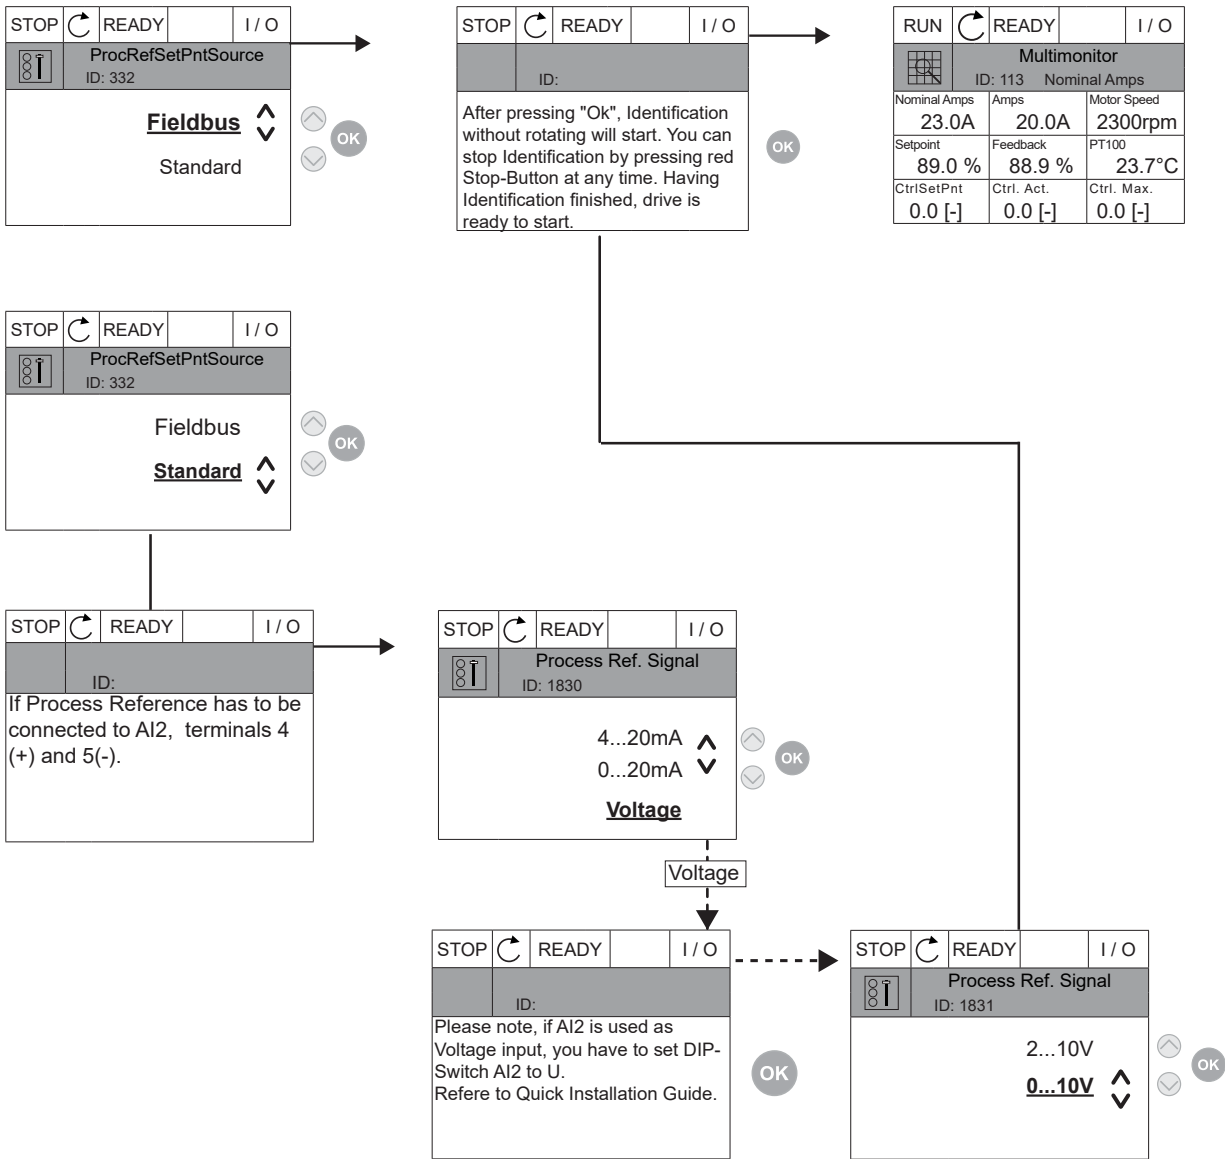 STOP READY I / O
ProcRefSetPntSource
ID: 332
Fieldbus
Standard
OK
STOP READY I / O
ID:
After pressing "Ok", Identification
without rotating will start. You can
stop Identification by pressing red
Stop-Button at any time. Having
Identification finished, drive is
ready to start.
OK
RUN READY I / O
Multimonitor
ID: 113 Nominal Amps
Nominal Amps Amps Motor Speed
23.0A 20.0A 2300rpm
Setpoint Feedback PT100
89.0 % 88.9 % 23.7°C
CtrlSetPnt Ctrl. Act. Ctrl. Max.
0.0 [-] 0.0 [-] 0.0 [-]
STOP READY I / O
ProcRefSetPntSource
ID: 332
Fieldbus
Standard
OK
STOP READY I / O
ID:
If Process Reference has to be
connected to AI2, terminals 4
(+) and 5(-).
STOP READY I / O
Process Ref. Signal
ID: 1830
4...20mA
0...20mA
Voltage
OK
Voltage
STOP READY I / O
ID:
Please note, if AI2 is used as
Voltage input, you have to set DIP-
Switch AI2 to U.
Refere to Quick Installation Guide.
OK
STOP READY I / O
Process Ref. Signal
ID: 1831
2...10V
0...10V
OK